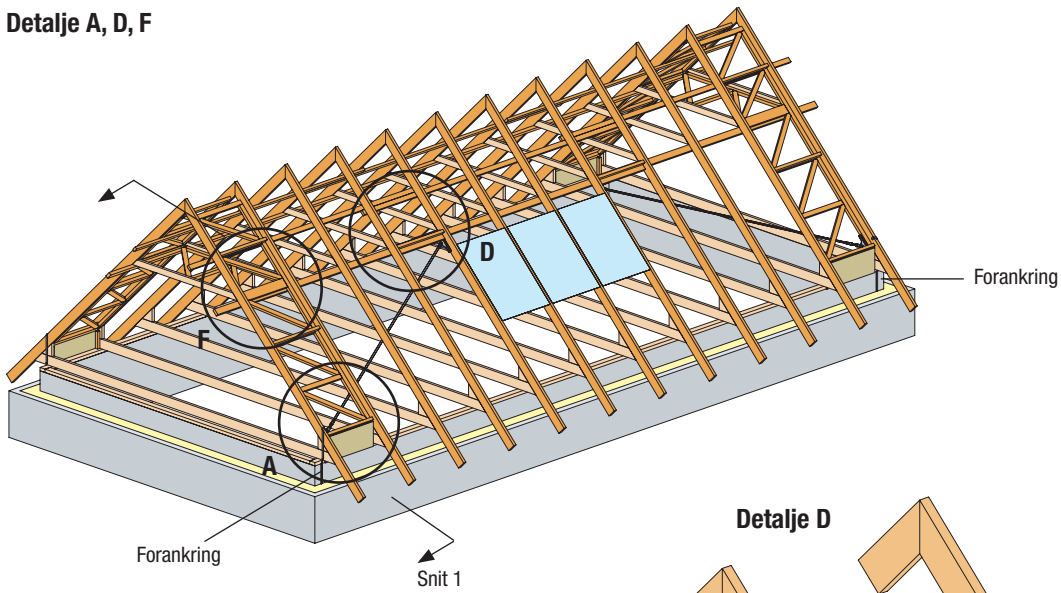 Detalje A, D, F
D
Forankring
F
A
Detalje D
Forankring
Snit 1